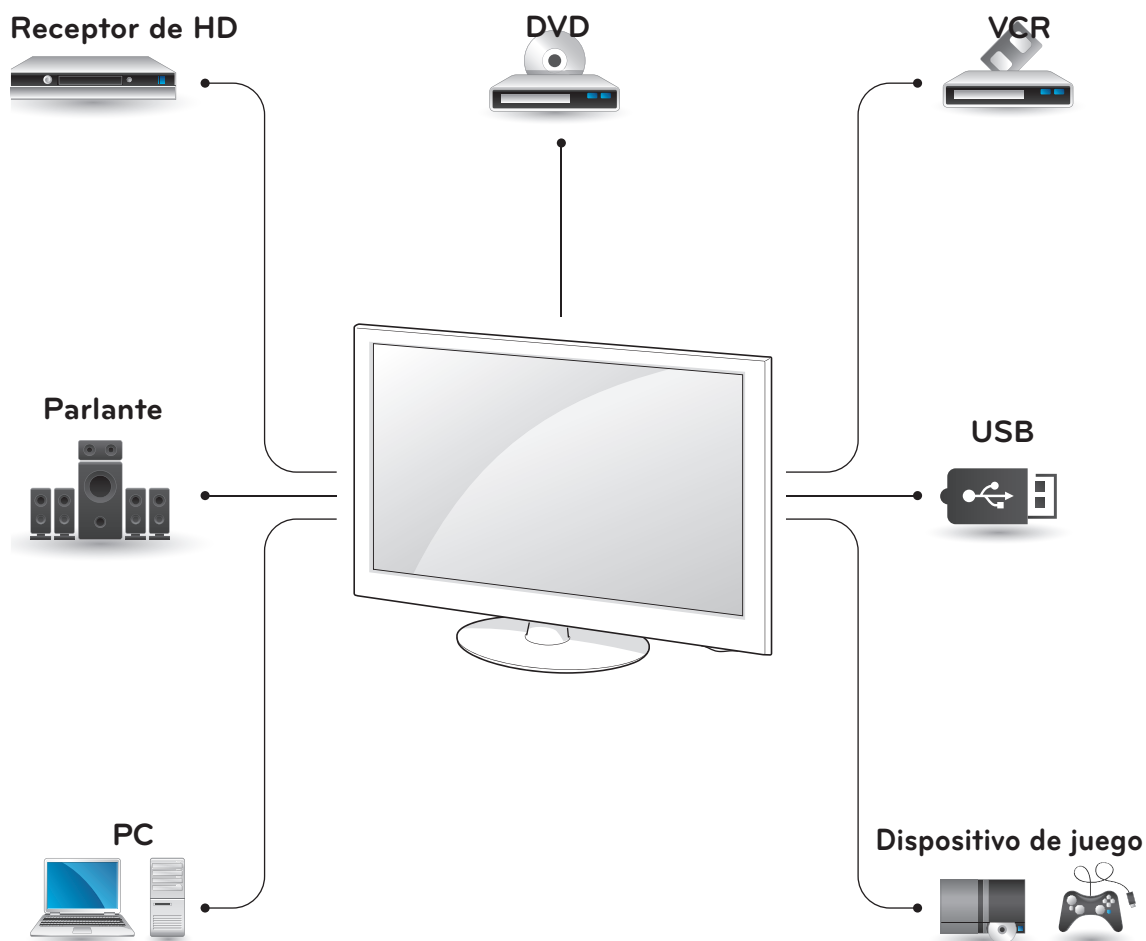 Receptor de HD
DVD
VCR
Parlante
USB
PC
Dispositivo de juego